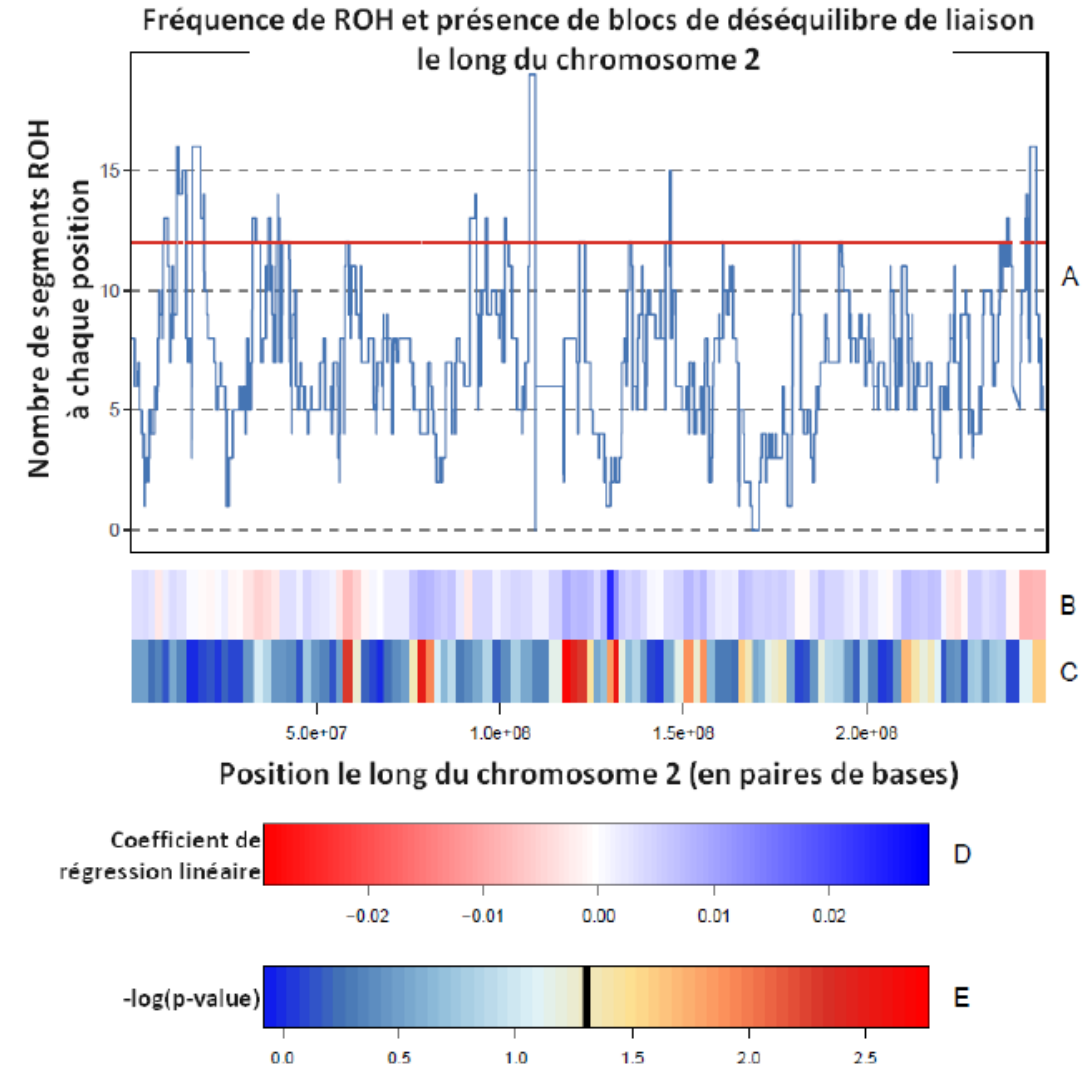 Fréquence de ROH et présence de blocs de déséquilibre de liaison
le long du chromosome 2
Nombre de segments ROH
à chaque position
15
10
5
0
A
B
C
5.0e+07
1.0e+08
1.5e+08
2.0e+08
Position le long du chromosome 2 (en paires de bases)
Coefficient de
régression linéaire
D
−0.02
−0.01
0.00
0.01
0.02
-log(p-value)
E
0.0
0.5
1.0
1.5
2.0
2.5